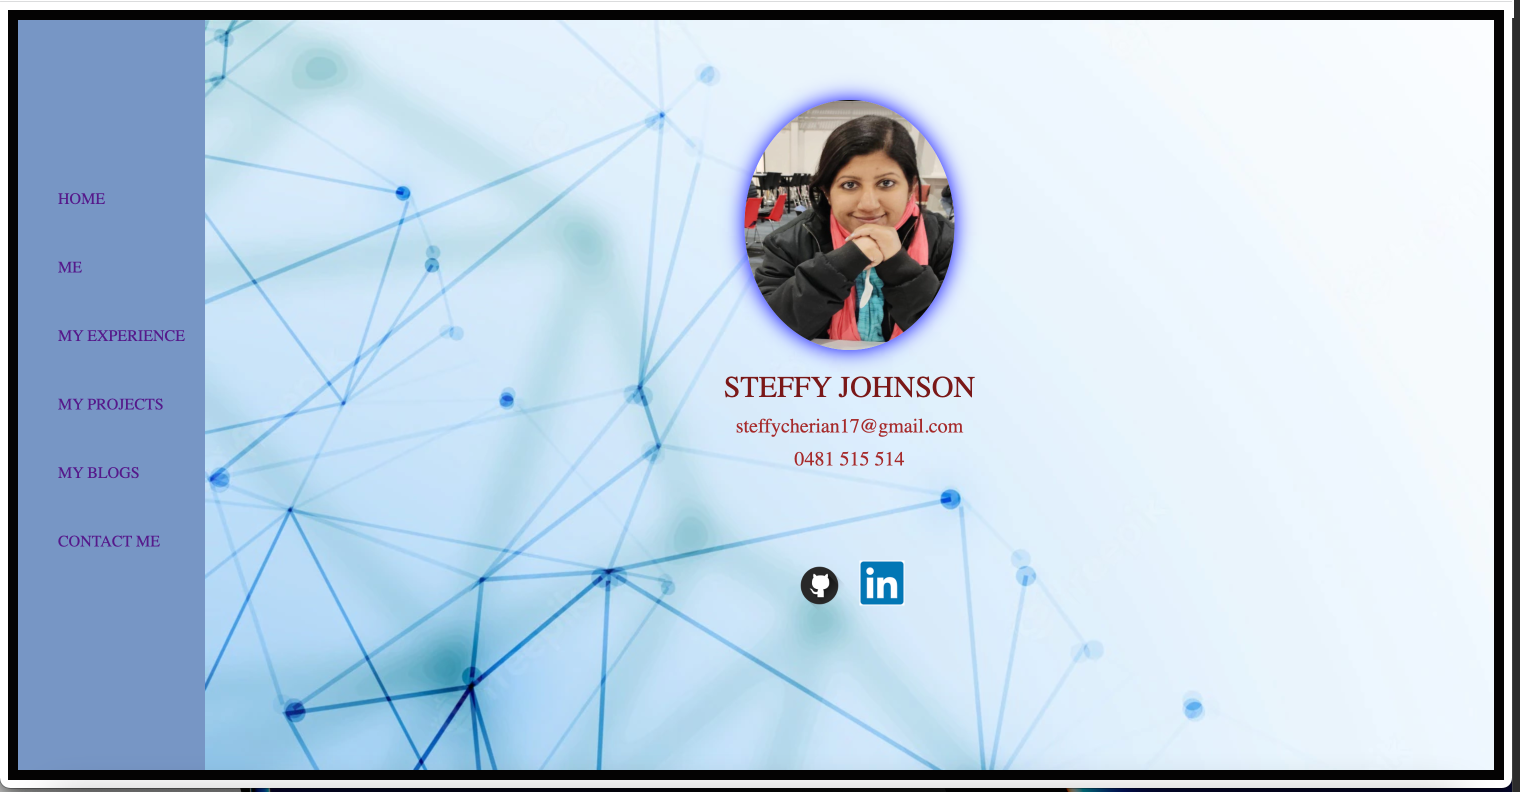 HOME
ME
MY EXPERIENCE
MY PROJECTS
MY BLOGS
CONTACT ME
STEFFY JOHNSON
steffycherian17@gmail.com
0481 515 514
in